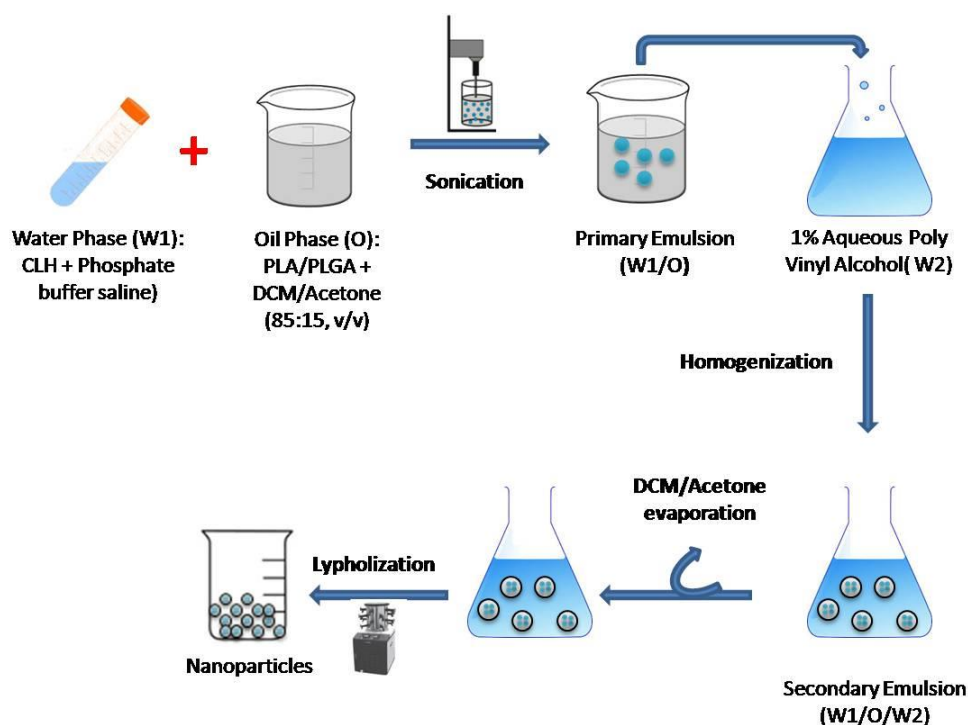 Sonication
Water Phase (W1):
CLH + Phosphate
buffer saline)
Oil Phase (O):
PLA/PLGA +
DCM/Acetone
(85:15, v/v)
Primary Emulsion
(W1/O)
1% Aqueous Poly
Vinyl Alcohol( W2)
Homogenization
DCM/Acetone
evaporation
Lypholization
Nanoparticles
Secondary Emulsion
(W1/O/W2)